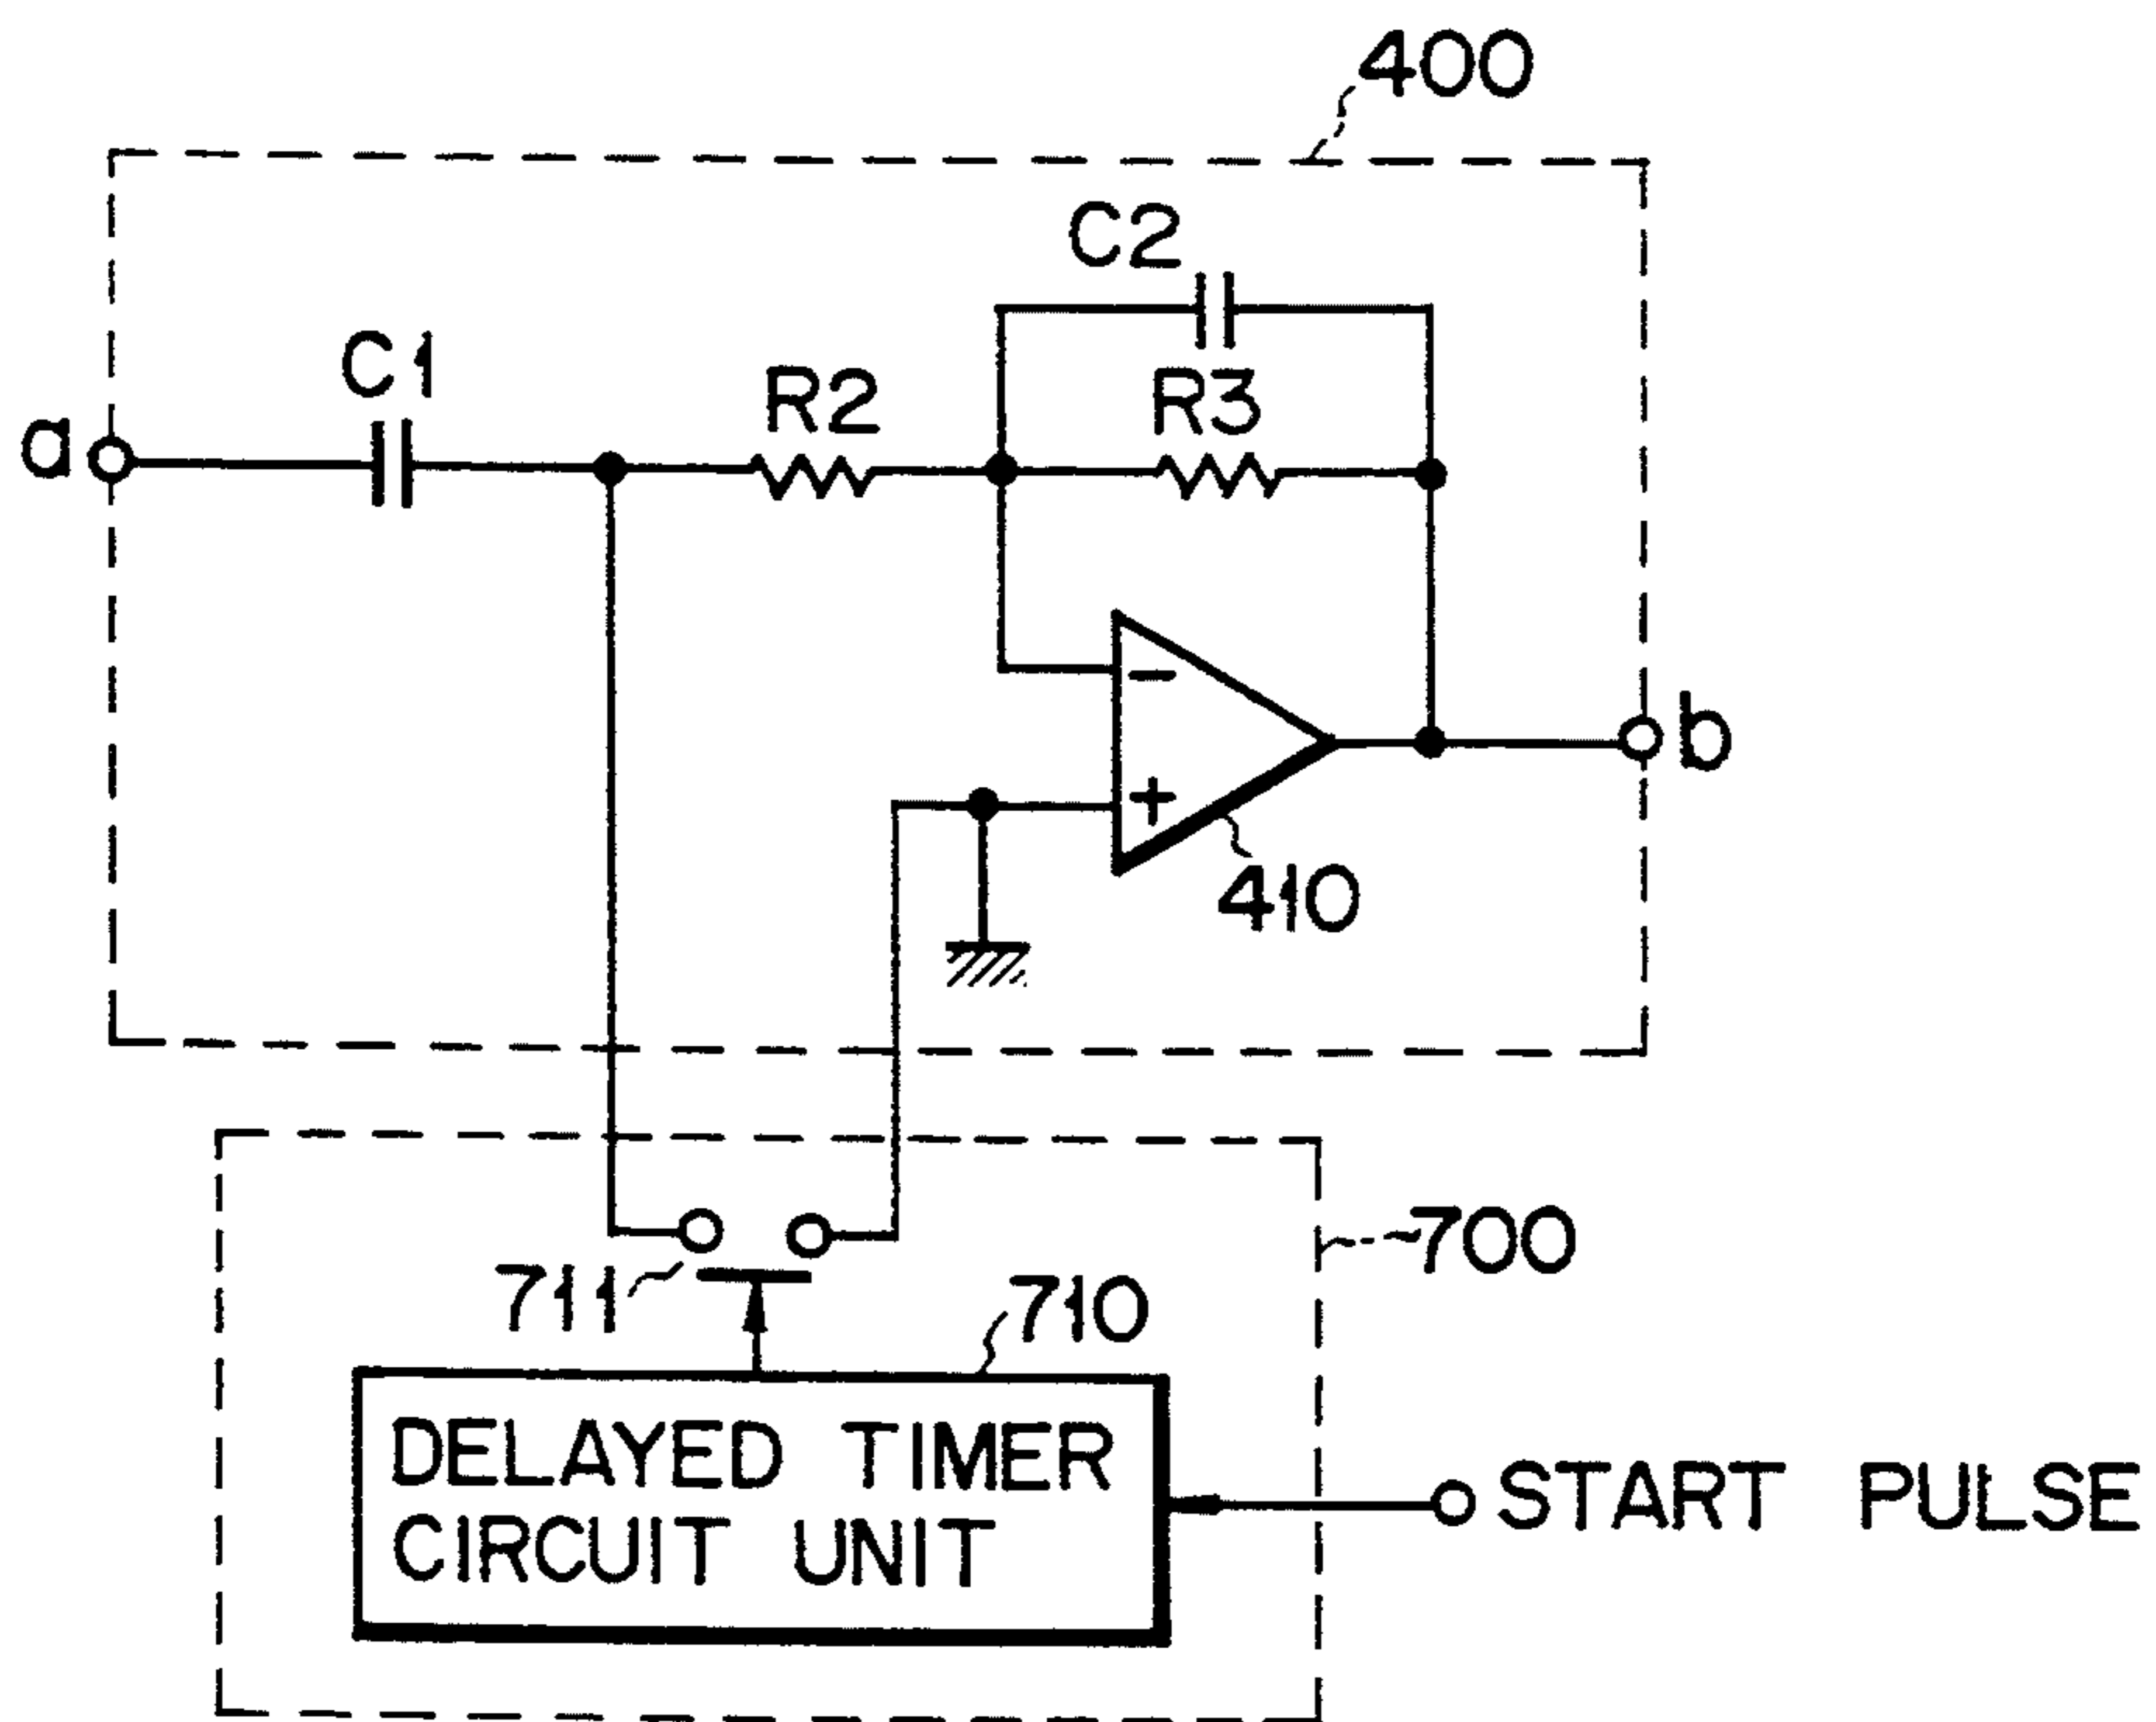 400
C2
C1
R2
R3
a
−
b
+
410
700
711
710
DELAYED TIMER
CIRCUIT UNIT
START PULSE